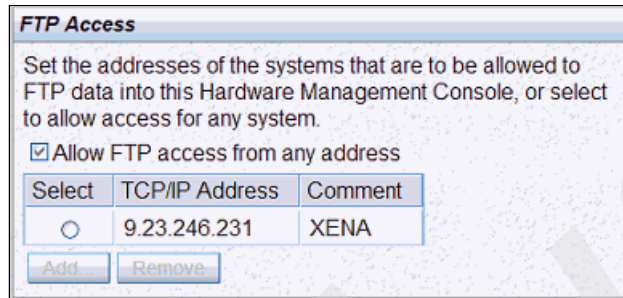 FTP Access
Set the addresses of the systems that are to be allowed to
FTP data into this Hardware Management Console, or select
to allow access for any system.
Allow FTP access from any address
Select TCP/IP Address Comment
9.23.246.231 XENA
Add... Remove